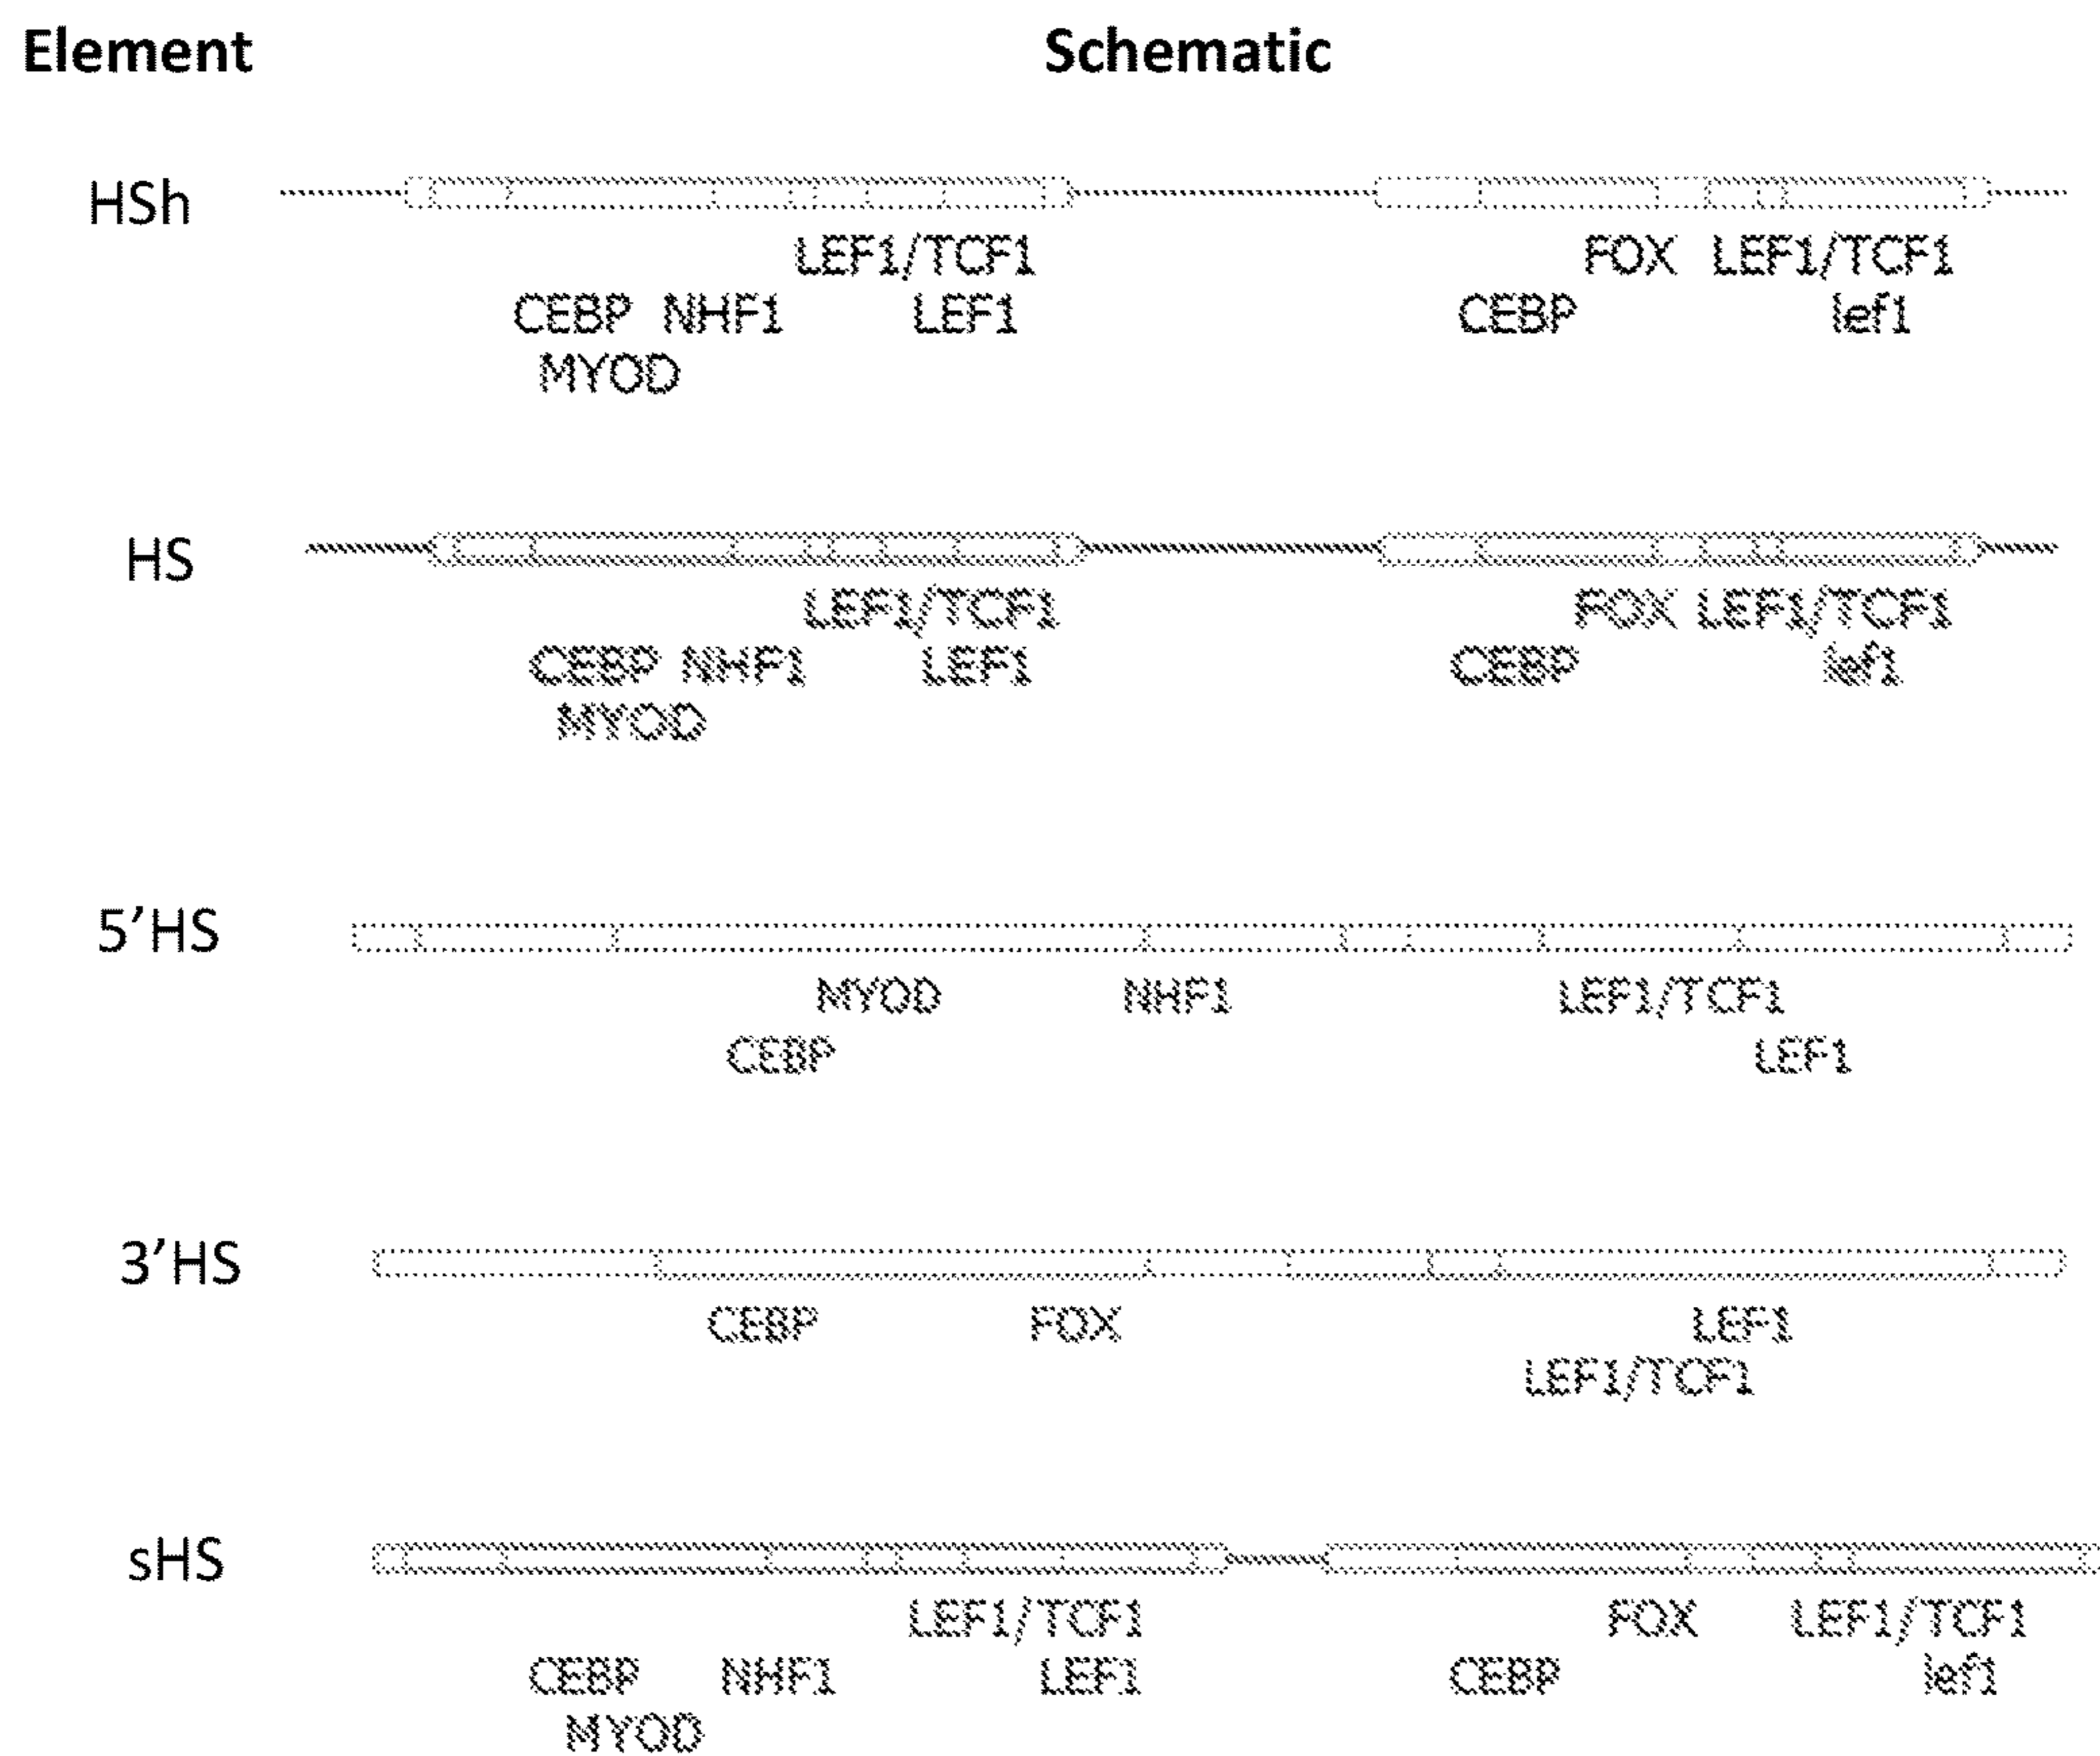 Element Schematic
HSh
LEF1/TCF1 FOX LEF1/TCF1
CEBP NHF1 LEF1 CEBP lef1
MYOD
HS
LEF1/TCF1 FOX LEF1/TCF1
CEBP NHF1 LEF1 CEBP lef1
MYOD
5’HS
MYOD NHF1 LEF1/TCF1
CEBP LEF1
3’HS
CEBP FOX LEF1
LEF1/TCF1
sHS
LEF1/TCF1 FOX LEF1/TCF1
CEBP NHF1 LEF1 CEBP lef1
MYOD